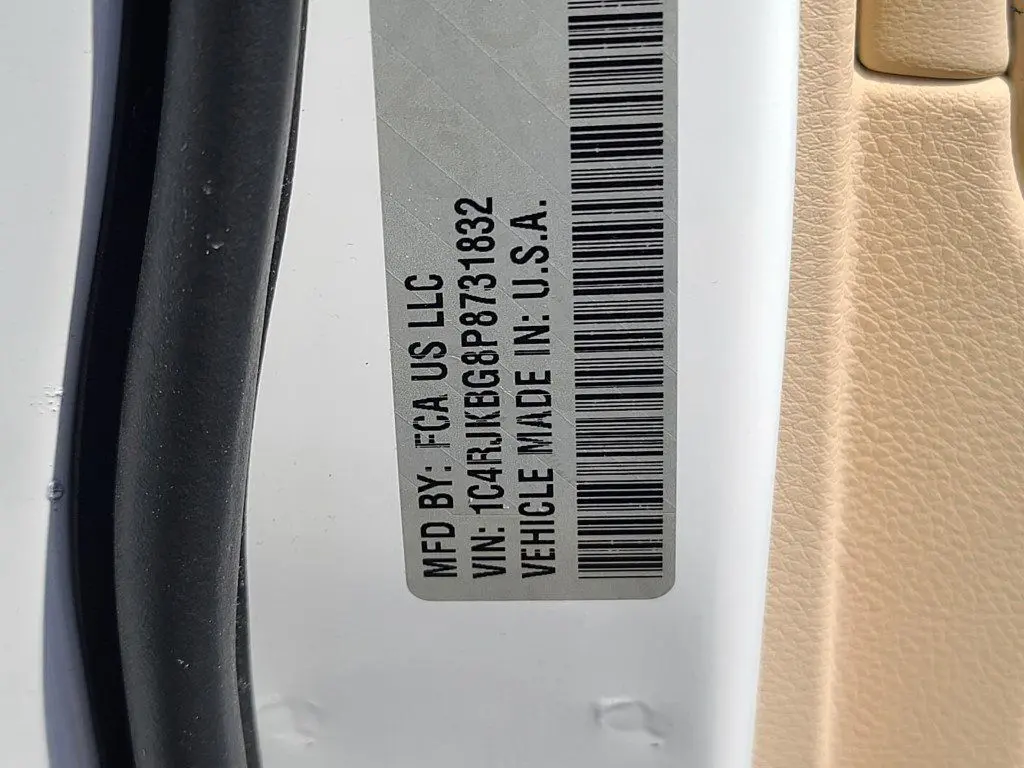 MFD BY: FCA US LLC
VIN: 1C4RJKBG8P8731832
VEHICLE MADE IN: U.S.A.